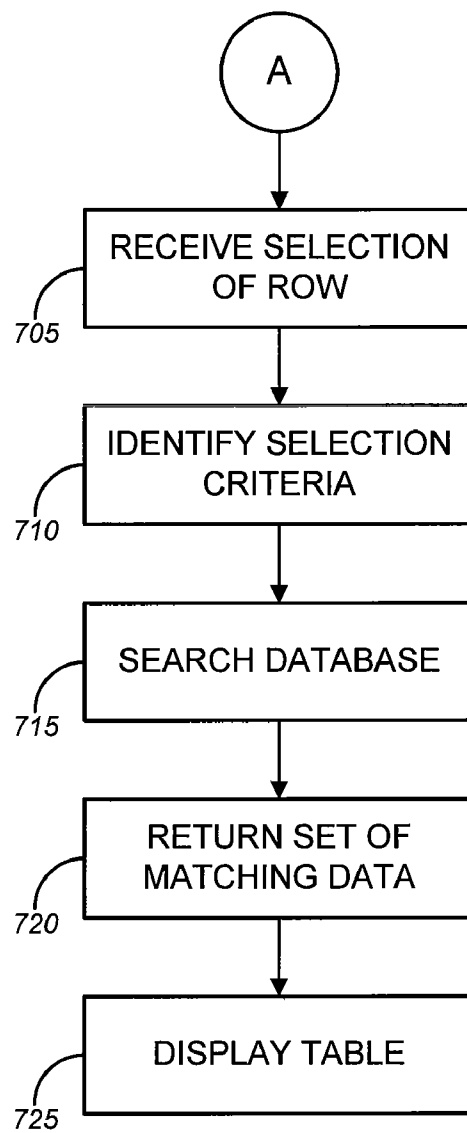 A
RECEIVE SELECTION
OF ROW
705
IDENTIFY SELECTION
CRITERIA
710
SEARCH DATABASE
715
RETURN SET OF
MATCHING DATA
720
DISPLAY TABLE
725